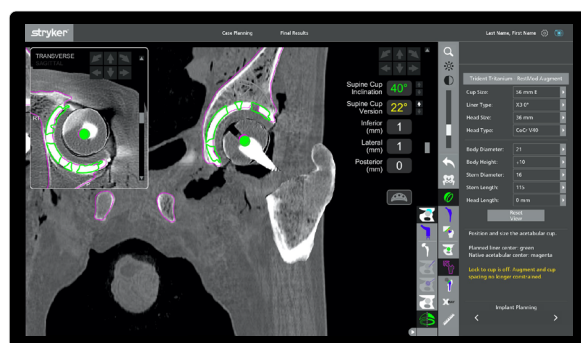 stryker
Case Planning
Final Results
Last Name, First Name
TRANSVERSE
SAGITTAL
RT
Supine Cup Inclination 40°
Supine Cup Version 22°
Inferior (mm) 1
Lateral (mm) 1
Posterior (mm) 0
Trident Tritanium
Restoris Augment
Cup Size: 56 mm E
Liner Type: X3 0°
Head Size: 36 mm
Head Type: CoCr V40
Body Diameter: 21
Body Height: +10
Stem Diameter: 16
Stem Length: 115
Head Length: 0 mm
Reset View
Position and size the acetabular cup.
Planned liner center: green
Native acetabular center: magenta
Lock to cup is off. Augment and cup spacing no longer constrained.
Implant Planning